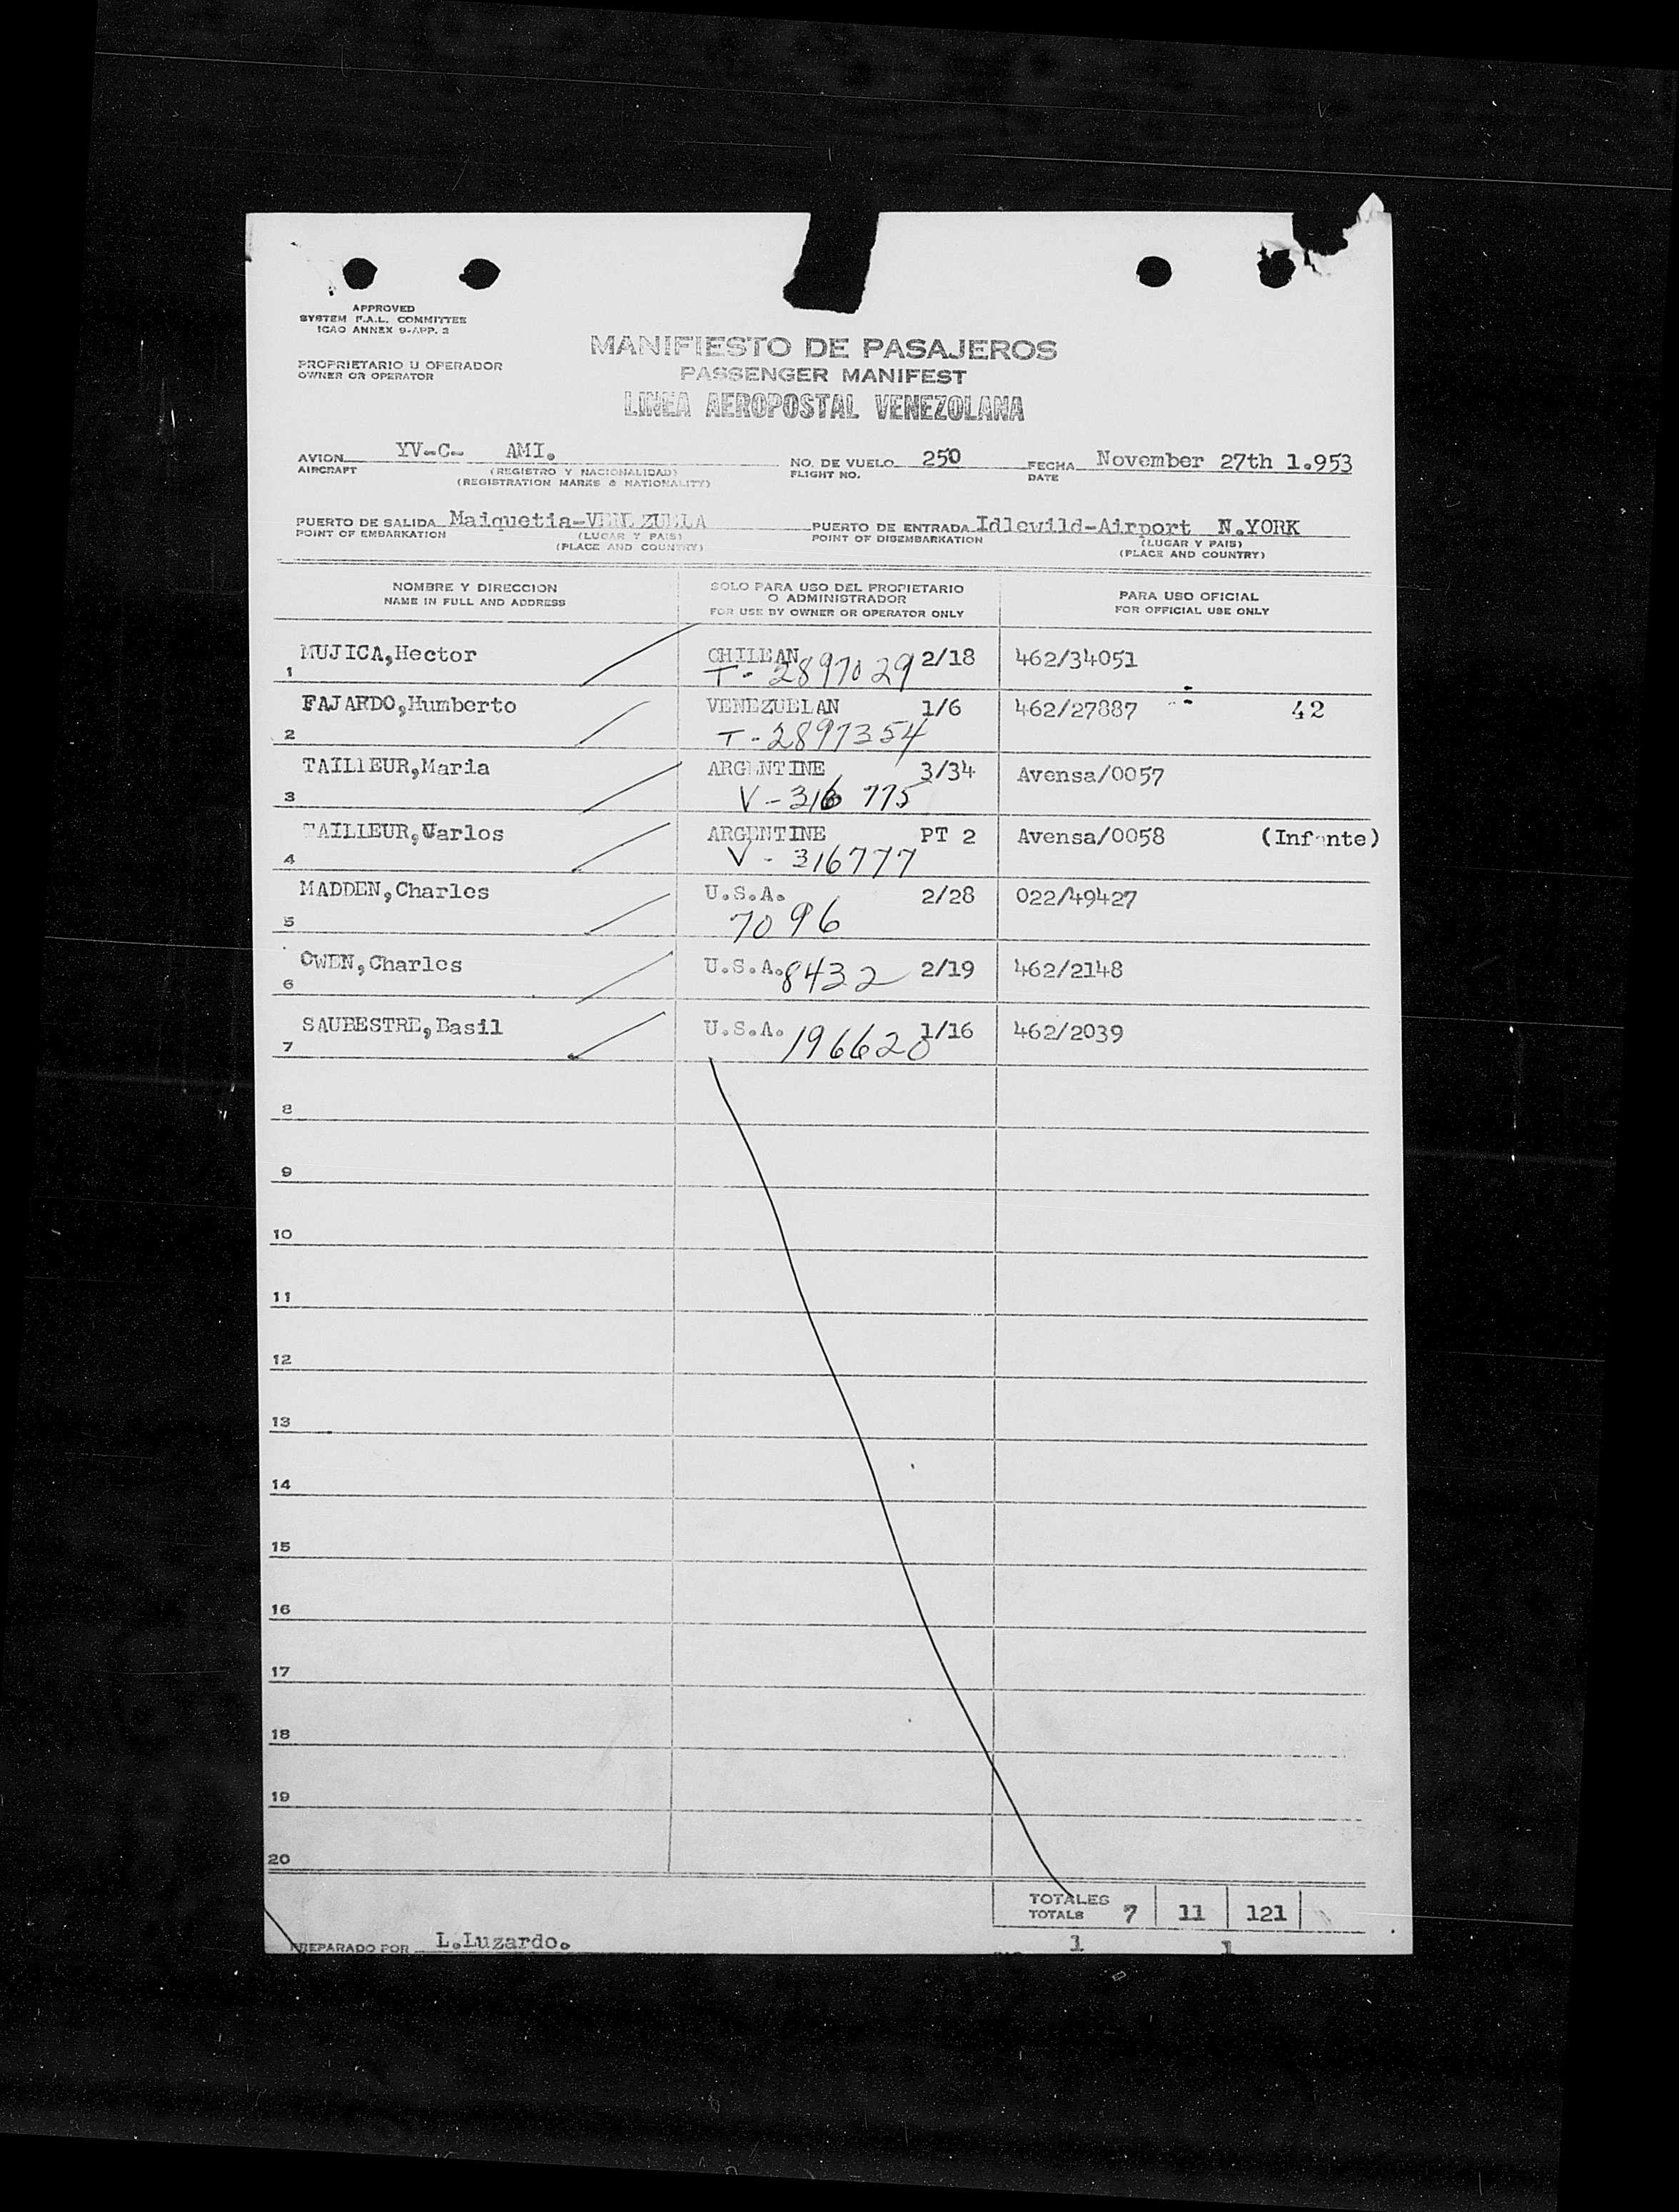 APPROVED
SYSTEM F.A.L. COMMITTEE
ICAO ANNEX 9-APP. 3
PROPRIETARIO U OPERADOR
OWNER OR OPERATOR
MANIFIESTO DE PASAJEROS
PASSENGER MANIFEST
LINEA AEROPOSTAL VENEZOLANA
AVION YV-C- AMI. NO. DE VUELO 250 FECHA November 27th 1.953
AIRCRAFT (REGISTRO Y NACIONALIDAD) FLIGHT NO. DATE
(REGISTRATION MARKS & NATIONALITY)
PUERTO DE SALIDA Maiquetia-VENEZUELA PUERTO DE ENTRADA Idlewild-Airport N.YORK
POINT OF EMBARKATION (LUGAR Y PAIS) POINT OF DISEMBARKATION (LUGAR Y PAIS)
(PLACE AND COUNTRY) (PLACE AND COUNTRY)
NOMBRE Y DIRECCION SOLO PARA USO DEL PROPIETARIO PARA USO OFICIAL
NAME IN FULL AND ADDRESS O ADMINISTRADOR FOR OFFICIAL USE ONLY
FOR USE BY OWNER OR OPERATOR ONLY
MUJICA,Hector CHILEAN 2/18 462/34051
1 T-2897029
FAJARDO,Humberto VENEZUELAN 1/6 462/27887 42
2 T-2897354
TAILLEUR,Maria ARGENTINE 3/34 Avensa/0057
3 V-316 775
TAILLEUR,Carlos ARGENTINE PT 2 Avensa/0058 (Infante)
4 V-316777
MADDEN,Charles U.S.A. 2/28 022/49427
5 7096
OWEN,Charles U.S.A. 8432 2/19 462/2148
6
SAUBESTRE,Basil U.S.A. 196620 1/16 462/2039
7
8
9
10
11
12
13
14
15
16
17
18
19
20
TOTALES
TOTALS 7 11 121
PREPARADO POR L.Luzardo. 1 1